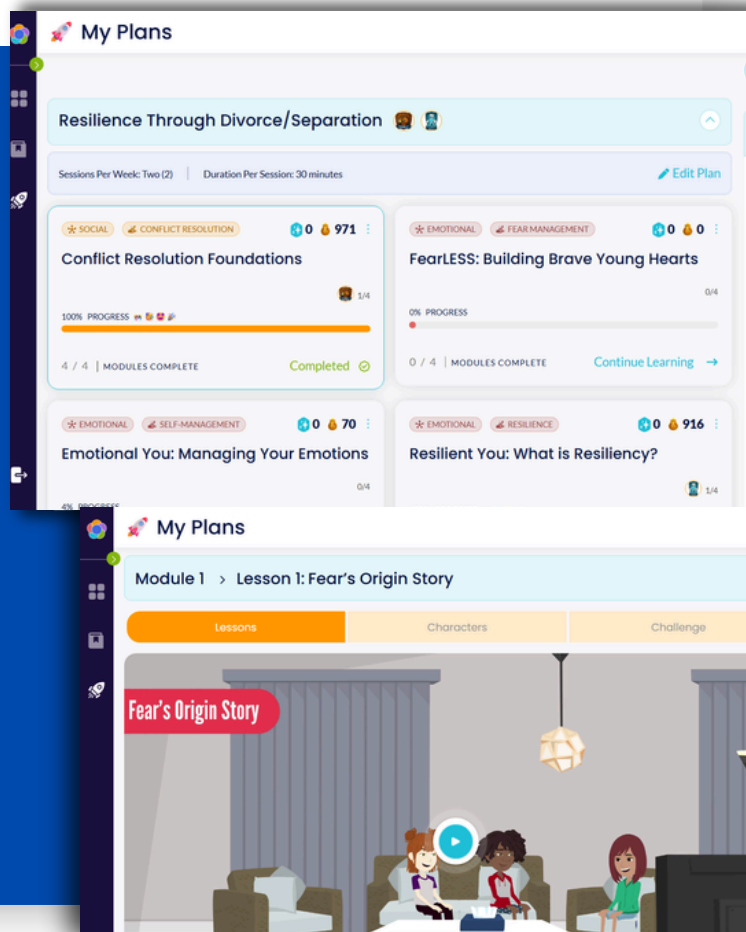 My Plans
Resilience Through Divorce/Separation
Sessions Per Week: Two (2) | Duration Per Session: 30 minutes
Edit Plan
SOCIAL CONFLICT RESOLUTION 0 971
Conflict Resolution Foundations
1/4
100% PROGRESS
4 / 4 | MODULES COMPLETE Completed
EMOTIONAL FEAR MANAGEMENT 0 0
FearLESS: Building Brave Young Hearts
0/4
0% PROGRESS
0 / 4 | MODULES COMPLETE Continue Learning →
EMOTIONAL SELF-MANAGEMENT 0 70
Emotional You: Managing Your Emotions
0/4
4% PROGRESS
EMOTIONAL RESILIENCE 0 916
Resilient You: What is Resiliency?
1/4
My Plans
Module 1 > Lesson 1: Fear's Origin Story
Lessons
Characters
Challenge
Fear's Origin Story